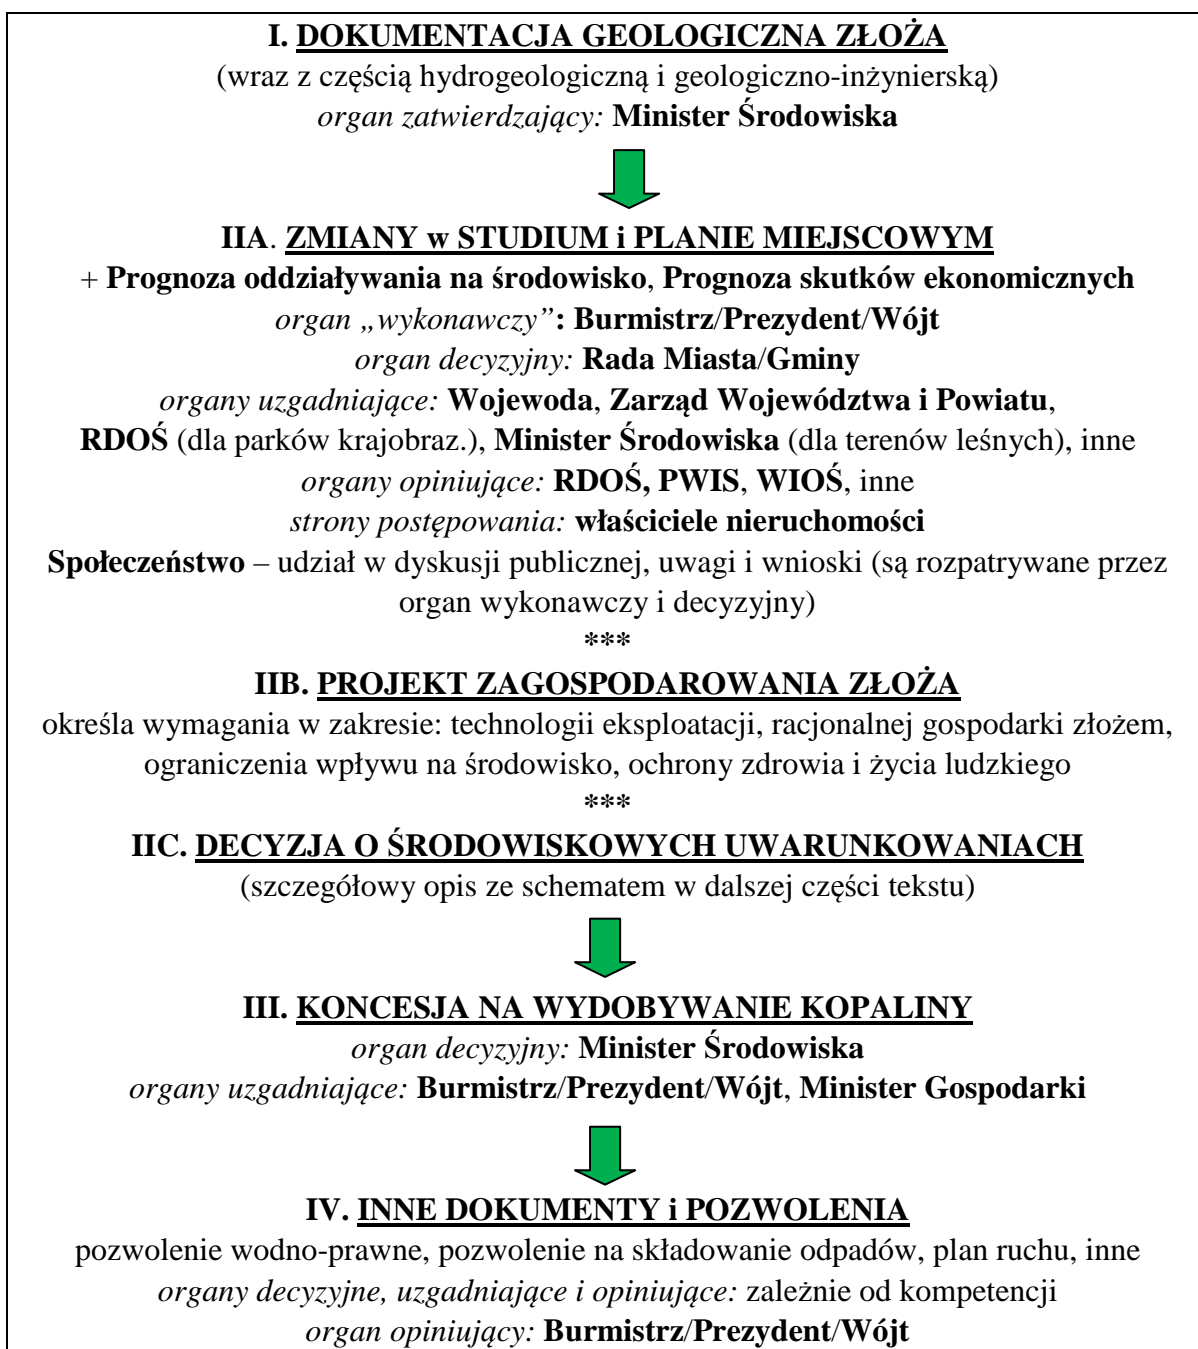 I. DOKUMENTACJA GEOLOGICZNA ZŁOŻA
(wraz z częścią hydrogeologiczną i geologiczno-inżynierską)
organ zatwierdzający: Minister Środowiska
IIA. ZMIANY w STUDIUM i PLANIE MIEJSCOWYM
+ Prognoza oddziaływania na środowisko, Prognoza skutków ekonomicznych
organ „wykonawczy”: Burmistrz/Prezydent/Wójt
organ decyzyjny: Rada Miasta/Gminy
organy uzgadniające: Wojewoda, Zarząd Województwa i Powiatu,
RDOŚ (dla parków krajobraz.), Minister Środowiska (dla terenów leśnych), inne
organy opiniujące: RDOŚ, PWIS, WIOŚ, inne
strony postępowania: właściciele nieruchomości
Społeczeństwo – udział w dyskusji publicznej, uwagi i wnioski (są rozpatrywane przez
organ wykonawczy i decyzyjny)
***
IIB. PROJEKT ZAGOSPODAROWANIA ZŁOŻA
określa wymagania w zakresie: technologii eksploatacji, racjonalnej gospodarki złożem,
ograniczenia wpływu na środowisko, ochrony zdrowia i życia ludzkiego
***
IIC. DECYZJA O ŚRODOWISKOWYCH UWARUNKOWANIACH
(szczegółowy opis ze schematem w dalszej części tekstu)
III. KONCESJA NA WYDOBYWANIE KOPALINY
organ decyzyjny: Minister Środowiska
organy uzgadniające: Burmistrz/Prezydent/Wójt, Minister Gospodarki
IV. INNE DOKUMENTY i POZWOLENIA
pozwolenie wodno-prawne, pozwolenie na składowanie odpadów, plan ruchu, inne
organy decyzyjne, uzgadniające i opiniujące: zależnie od kompetencji
organ opiniujący: Burmistrz/Prezydent/Wójt